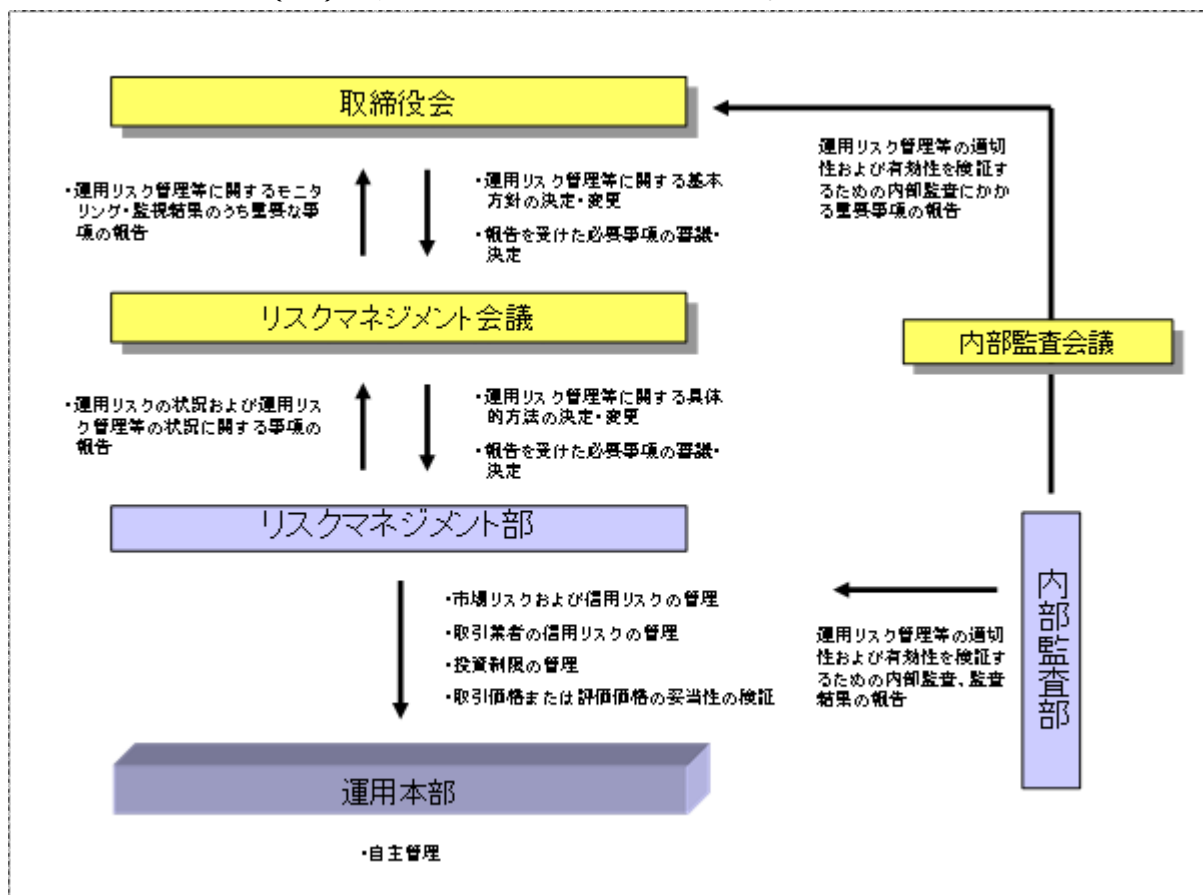 取締役会
運用リスク管理等の適切
性および有効性を検証す
るための内部監査にかか
る重要事項の報告
・運用リスク管理等に関するモニタ
リング・監視結果のうち重要な事
項の報告
・運用リスク管理等に関する基本
方針の決定・変更
・報告を受けた必要事項の審議・
決定
リスクマネジメント会議
内部監査会議
・運用リスクの状況および運用リス
ク管理等の状況に関する事項の
報告
・運用リスク管理等に関する具体
的方法の決定・変更
・報告を受けた必要事項の審議・
決定
リスクマネジメント部
内部監査部
・市場リスクおよび信用リスクの管理
・取引業者の信用リスクの管理
・投資制限の管理
・取引価格または評価価格の妥当性の検証
運用リスク管理等の適切
性および有効性を検証す
るための内部監査、監査
結果の報告
運用本部
・自主管理